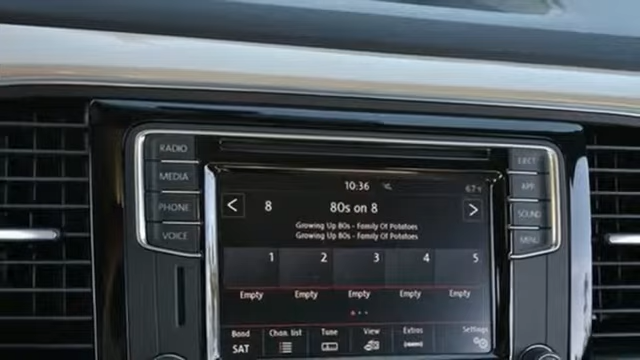 RADIO
MEDIA
PHONE
VOICE
EJECT
APP
SOUND
MENU
10:36 67°F
8 80s on 8
Growing Up 80s - Family Of Potatoes
Growing Up 80s - Family Of Potatoes
1 2 3 4 5
Empty Empty Empty Empty Empty
Band Chan. list Tune View Extras Settings
SAT